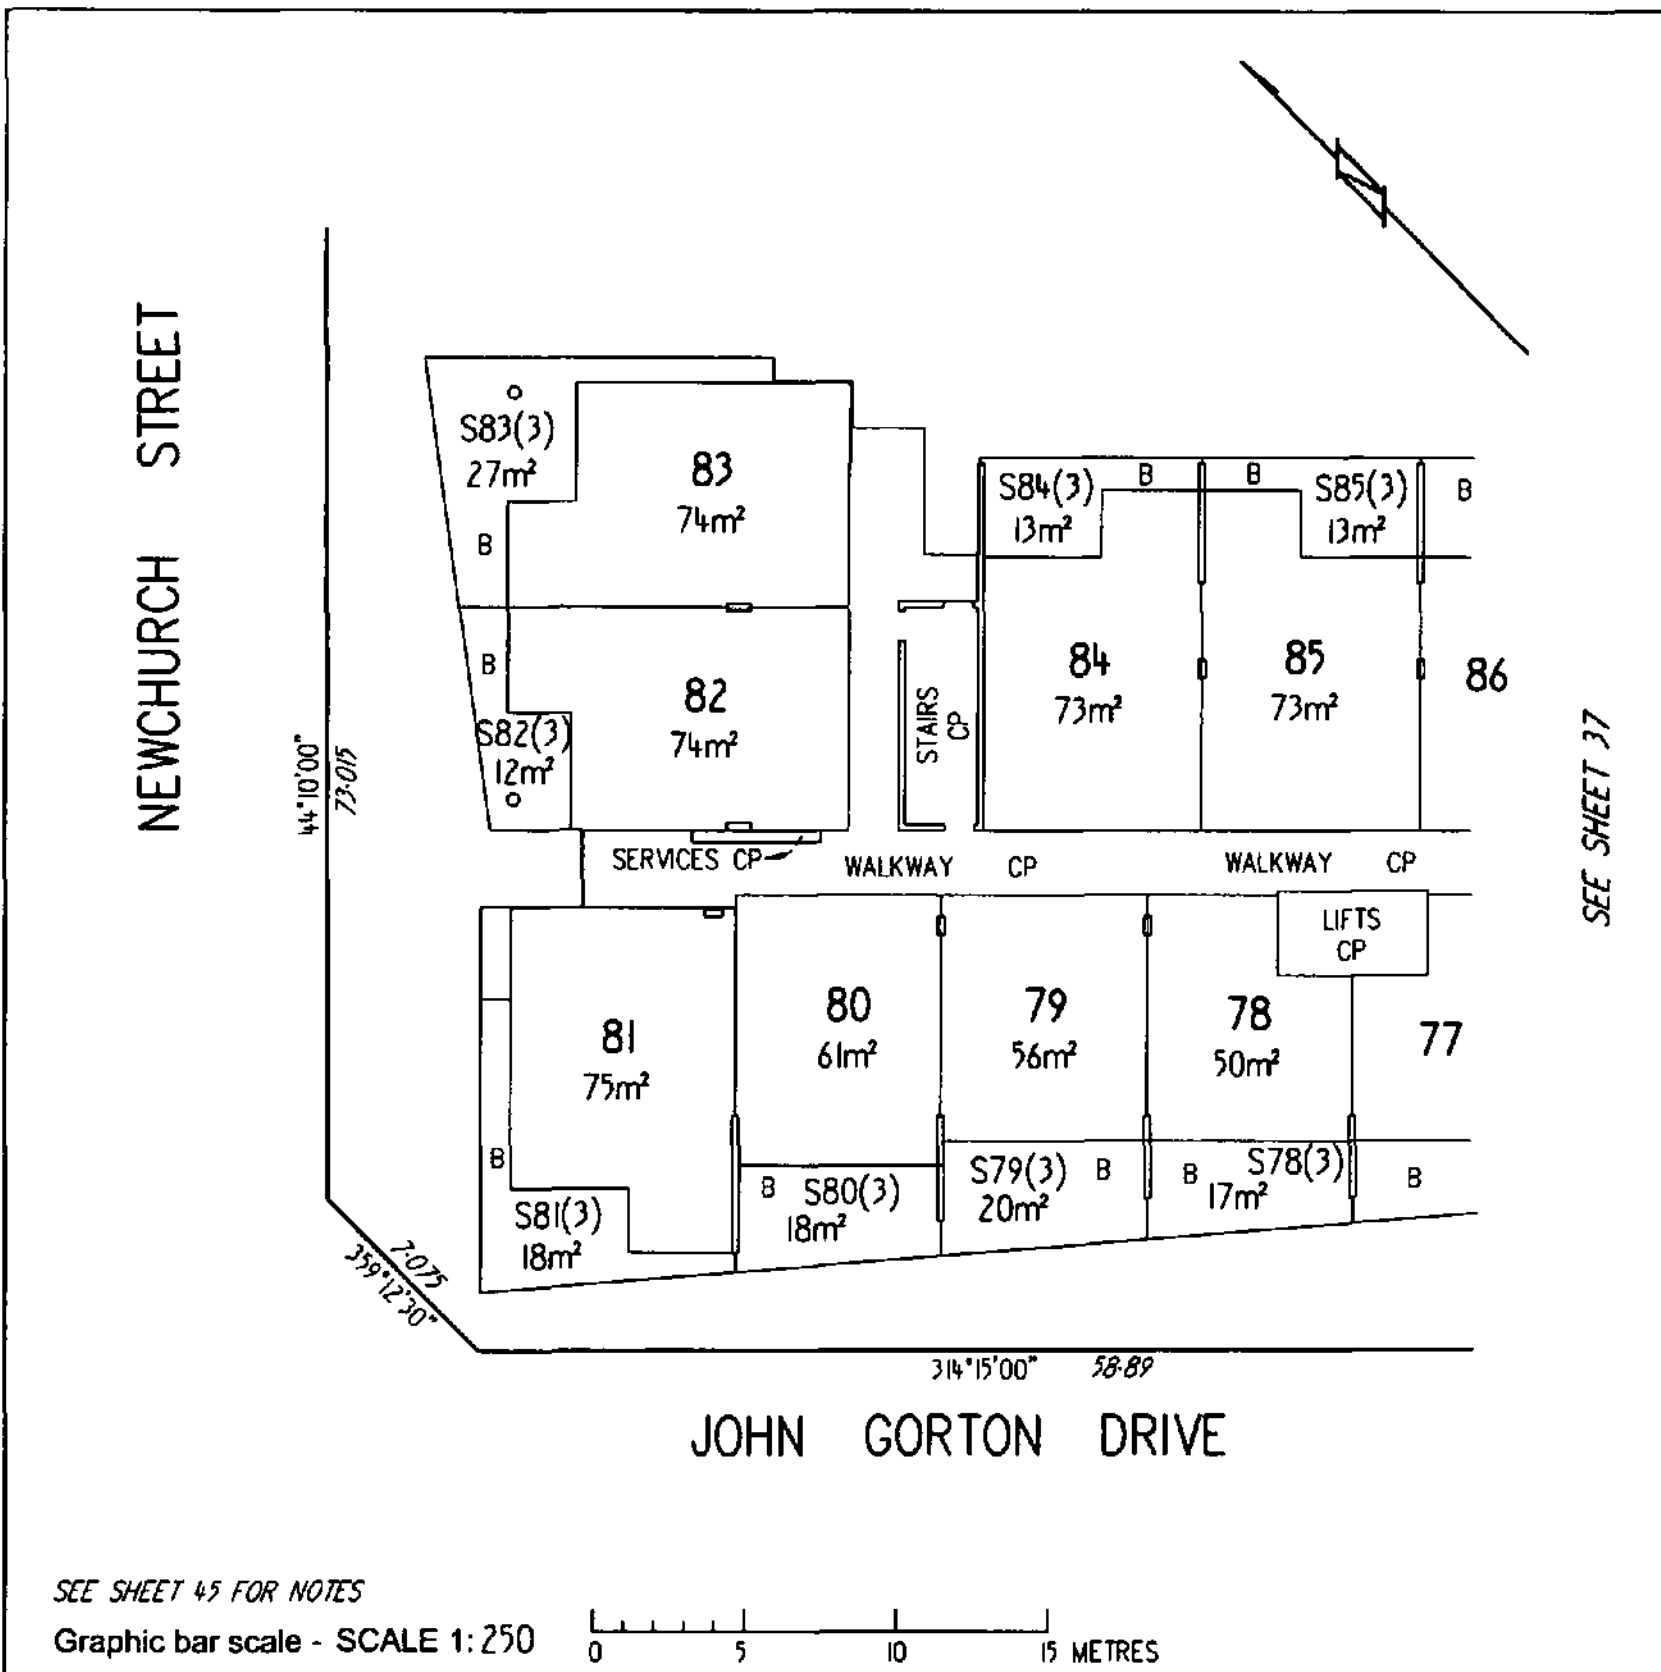 NEWCHURCH STREET
S83(3)
27m²
B
83
74m²
S84(3)
13m²
B
B
S85(3)
13m²
B
B
S82(3)
12m²
82
74m²
STAIRS
CP
84
73m²
85
73m²
86
44°10'00"
73·015
SEE SHEET 37
SERVICES CP
WALKWAY CP
WALKWAY CP
LIFTS
CP
81
75m²
80
61m²
79
56m²
78
50m²
77
B
S81(3)
18m²
B S80(3)
18m²
S79(3) B
20m²
B S78(3)
17m²
B
7·075
359°12'30"
314°15'00" 58·89
JOHN GORTON DRIVE
SEE SHEET 45 FOR NOTES
Graphic bar scale - SCALE 1:250
0 5 10 15 METRES